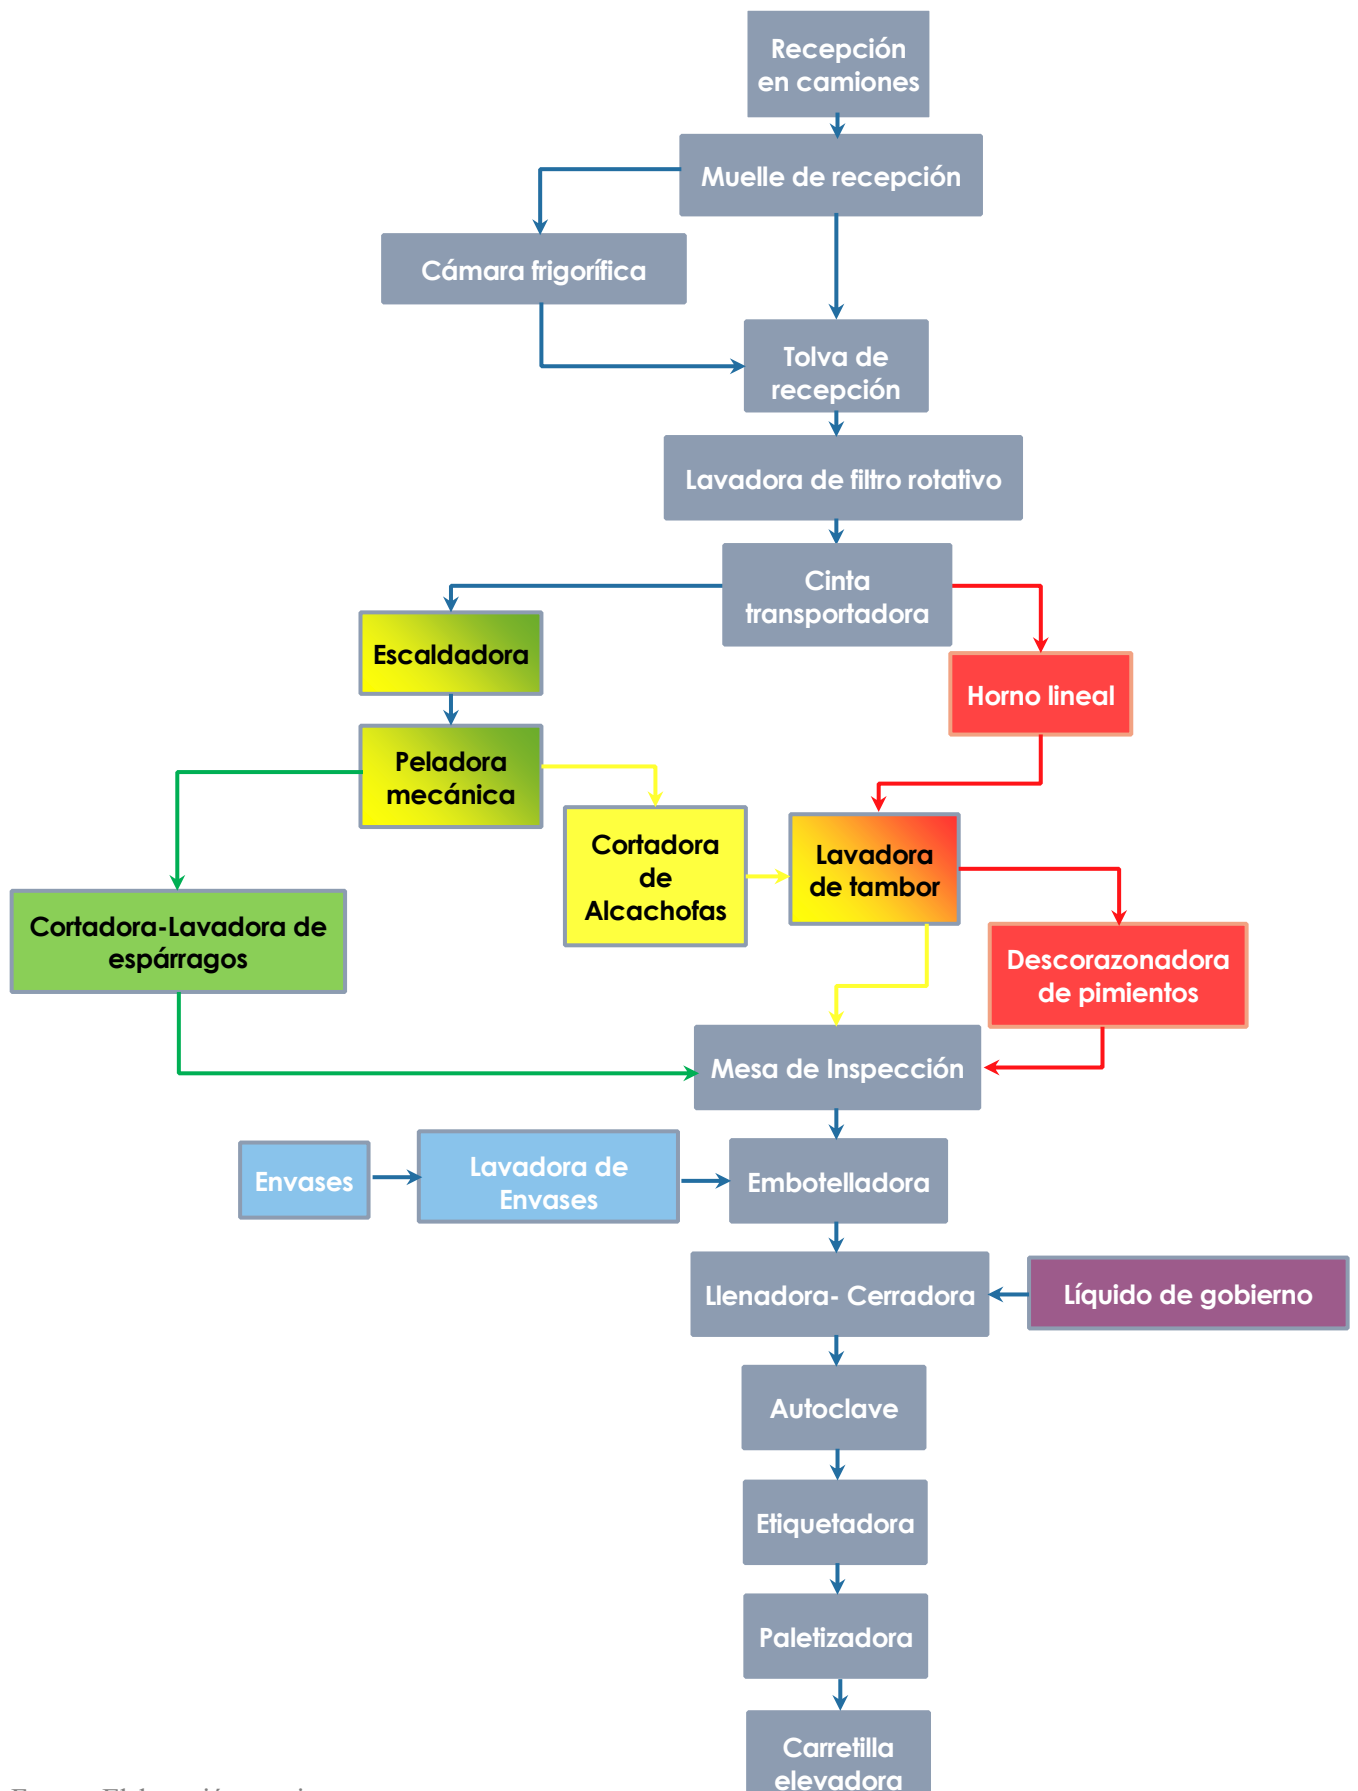 Recepción
en camiones
Muelle de recepción
Cámara frigorífica
Tolva de
recepción
Lavadora de filtro rotativo
Cinta
transportadora
Escaldadora
Horno lineal
Peladora
mecánica
Cortadora
de
Alcachofas
Lavadora
de tambor
Cortadora-Lavadora de
espárragos
Descorazonadora
de pimientos
Mesa de Inspección
Envases
Lavadora de
Envases
Embotelladora
Llenadora- Cerradora
Líquido de gobierno
Autoclave
Etiquetadora
Paletizadora
Carretilla
elevadora